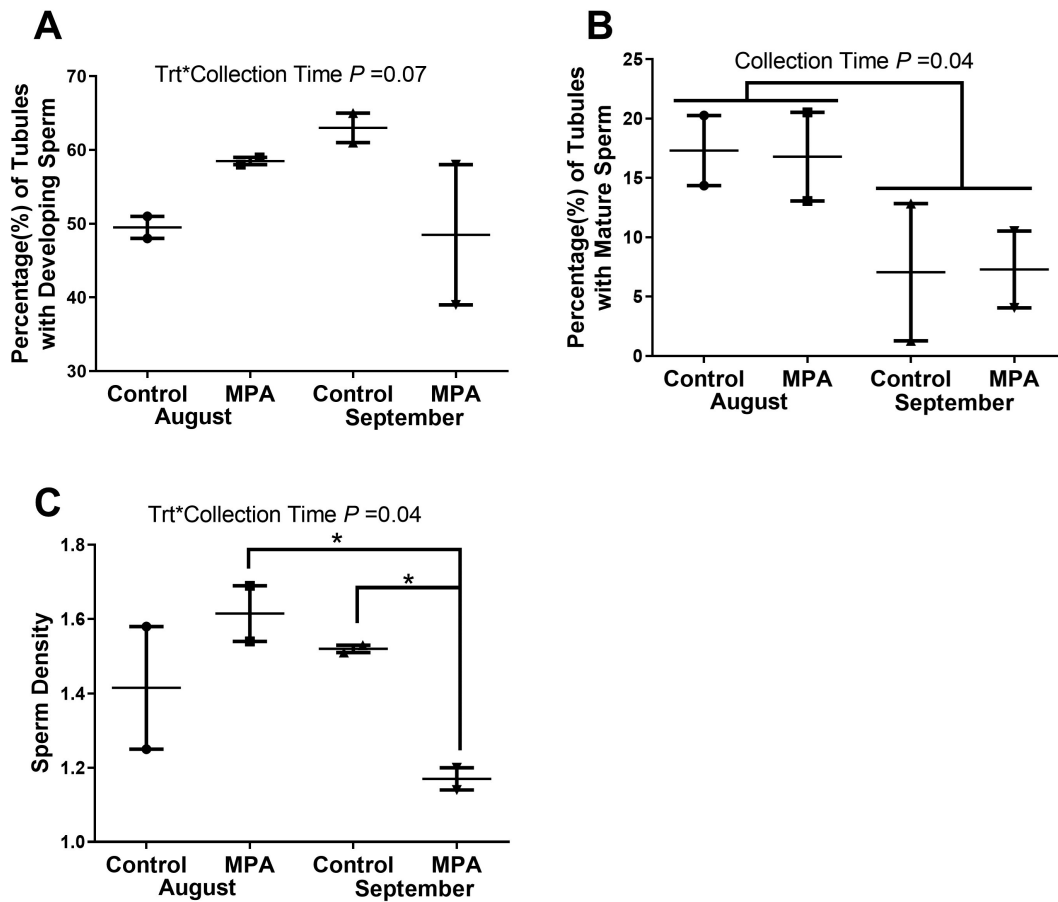 A
Trt*Collection Time P =0.07
Percentage(%) of Tubules
with Developing Sperm
70
60
50
40
30
Control MPA Control MPA
August September
B
Collection Time P =0.04
Percentage(%) of Tubules
with Mature Sperm
25
20
15
10
5
0
Control MPA Control MPA
August September
C
Trt*Collection Time P =0.04
Sperm Density
1.8
1.6
1.4
1.2
1.0
*
*
Control MPA Control MPA
August September